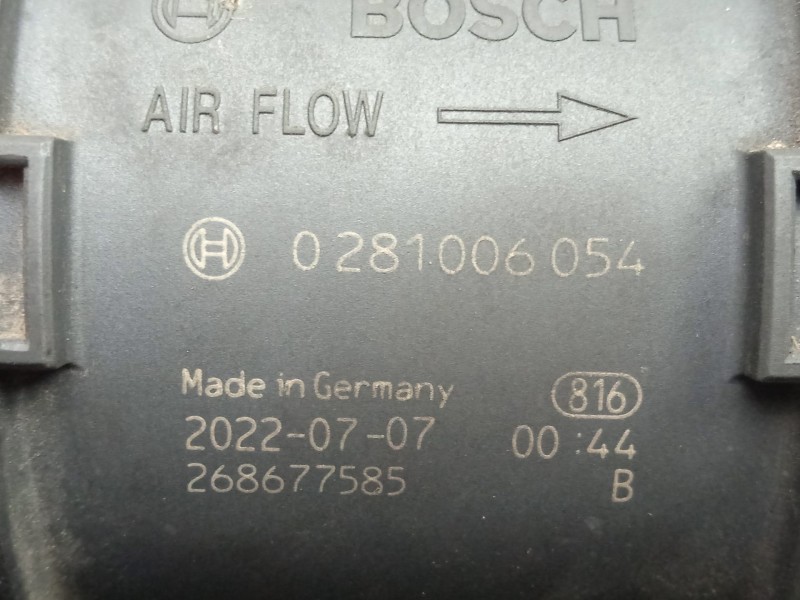 BOSCH
AIR FLOW
0 281 006 054
Made in Germany 816
2022-07-07 00:44
268677585 B